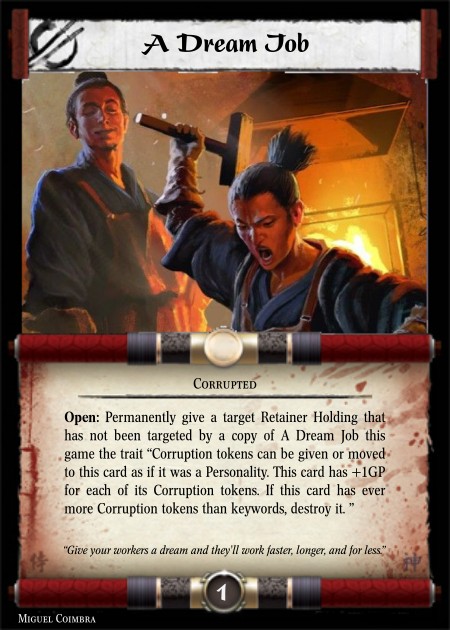 A Dream Job
Corrupted
Open: Permanently give a target Retainer Holding that
has not been targeted by a copy of A Dream Job this
game the trait “Corruption tokens can be given or moved
to this card as if it was a Personality. This card has +1GP
for each of its Corruption tokens. If this card has ever
more Corruption tokens than keywords, destroy it. ”
“Give your workers a dream and they'll work faster, longer, and for less.”
1
Miguel Coimbra